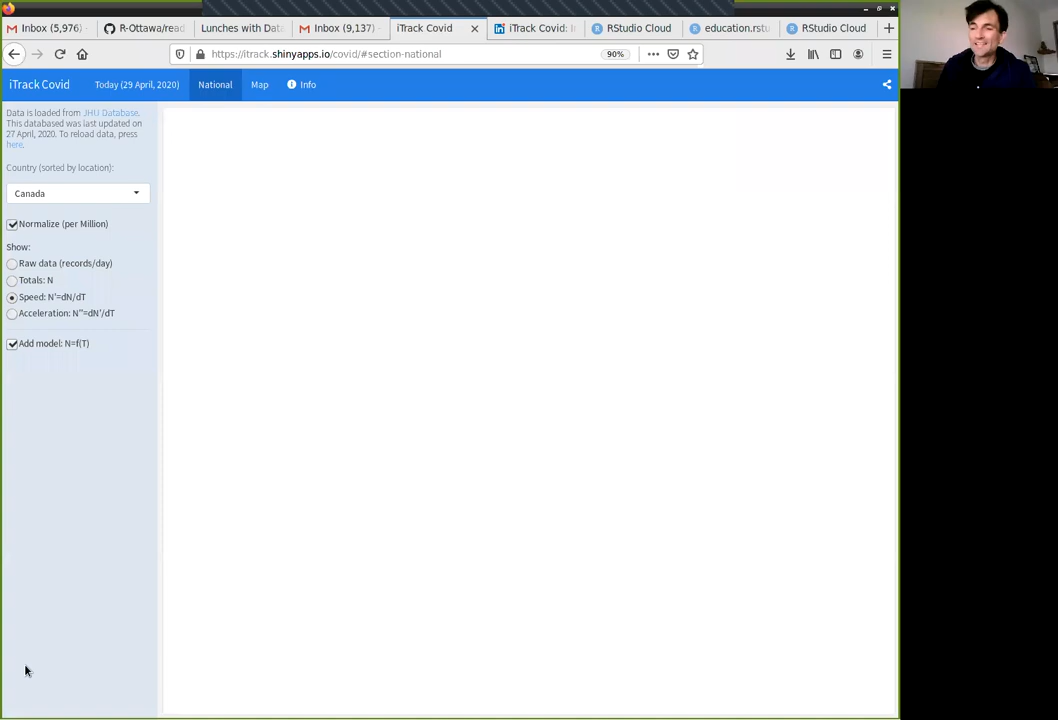 Inbox (5,976)
R-Ottawa/read
Lunches with Data
Inbox (9,137)
iTrack Covid
iTrack Covid:
RStudio Cloud
education.rstu
RStudio Cloud
https://itrack.shinyapps.io/covid/#section-national
90%
iTrack Covid
Today (29 April, 2020)
National
Map
Info
Data is loaded from JHU Database.
This databased was last updated on
27 April, 2020. To reload data, press
here.
Country (sorted by location):
Canada
Normalize (per Million)
Show:
Raw data (records/day)
Totals: N
Speed: N'=dN/dT
Acceleration: N''=dN'/dT
Add model: N=f(T)